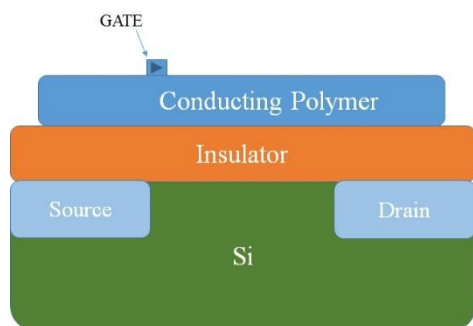 GATE
Conducting Polymer
Insulator
Source
Drain
Si